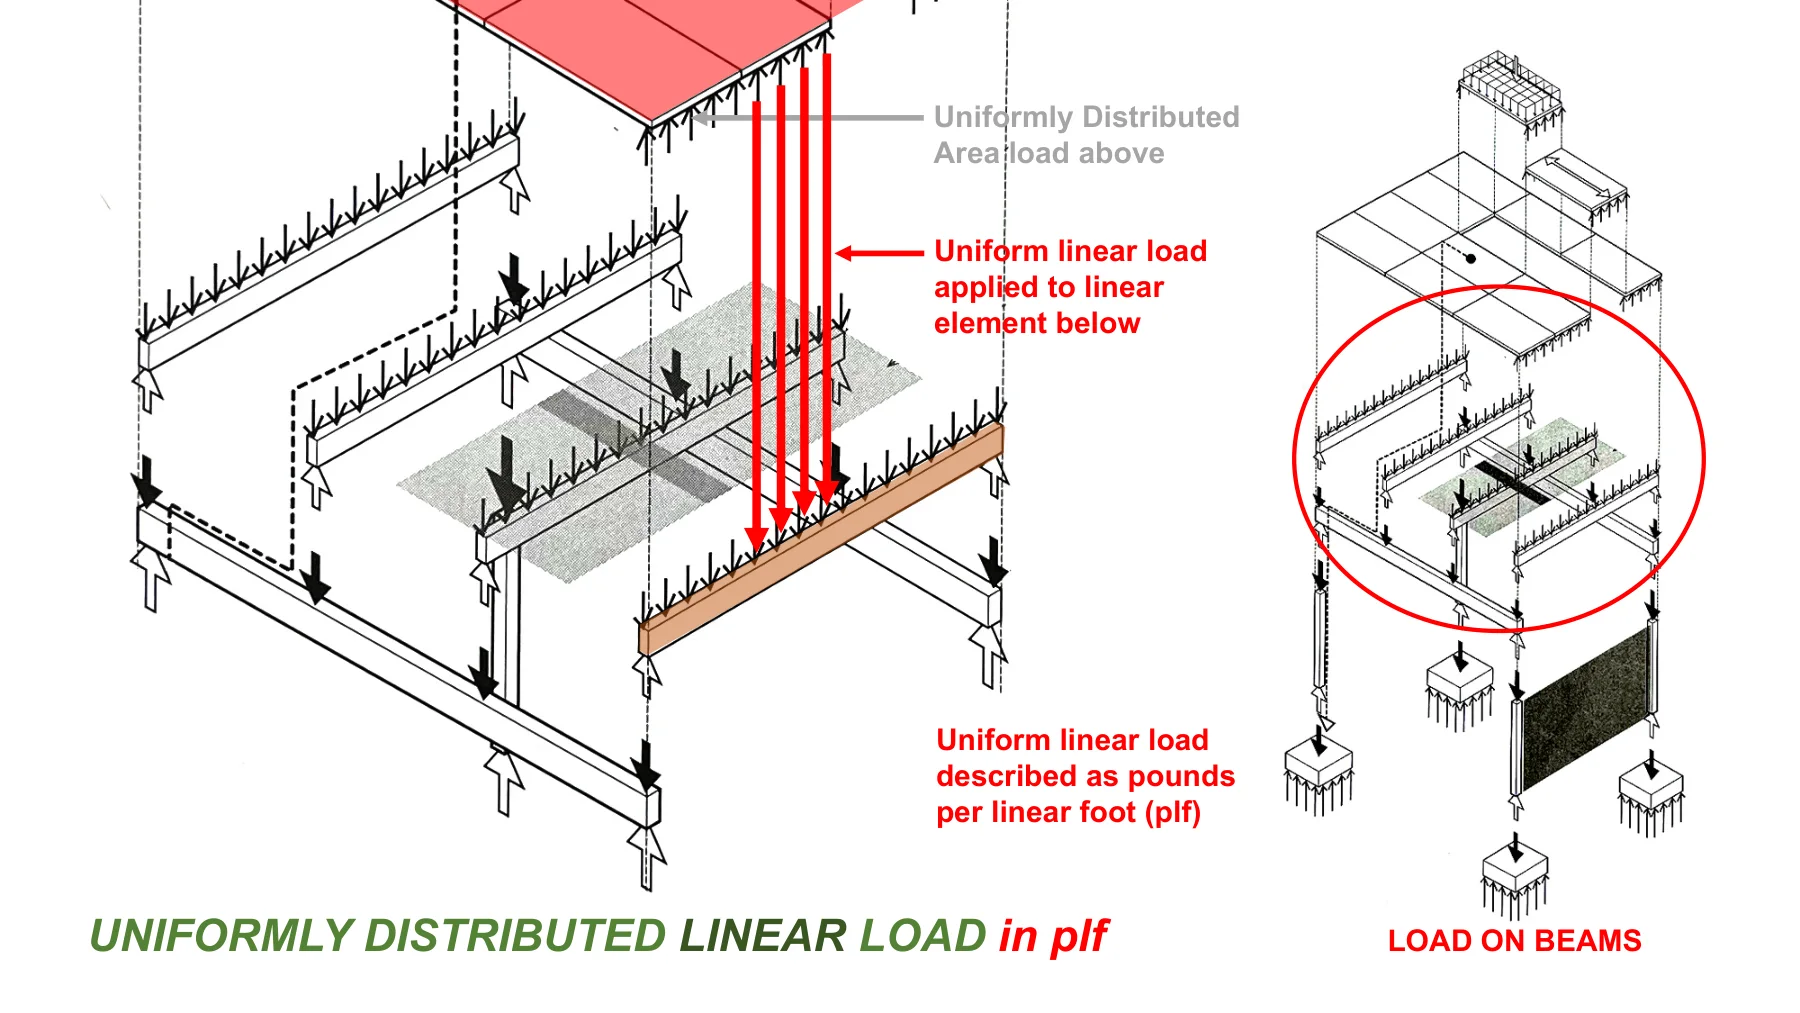 Uniformly Distributed
Area load above
Uniform linear load
applied to linear
element below
Uniform linear load
described as pounds
per linear foot (plf)
UNIFORMLY DISTRIBUTED LINEAR LOAD in plf
LOAD ON BEAMS